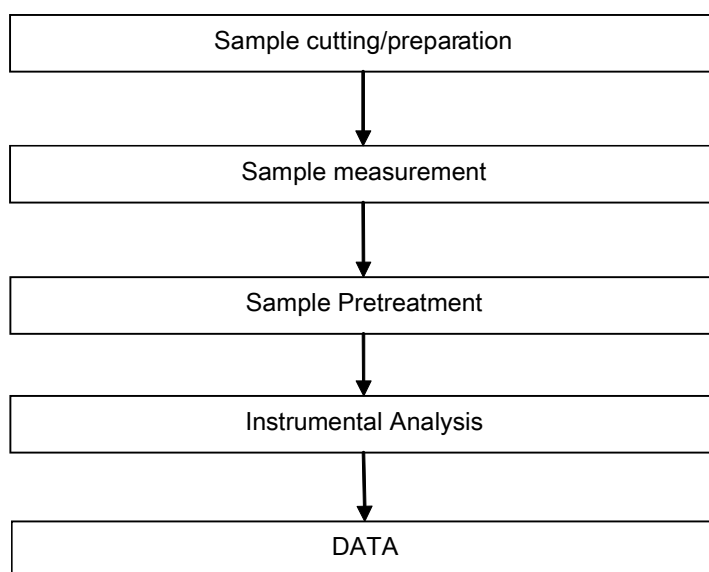 Sample cutting/preparation
Sample measurement
Sample Pretreatment
Instrumental Analysis
DATA